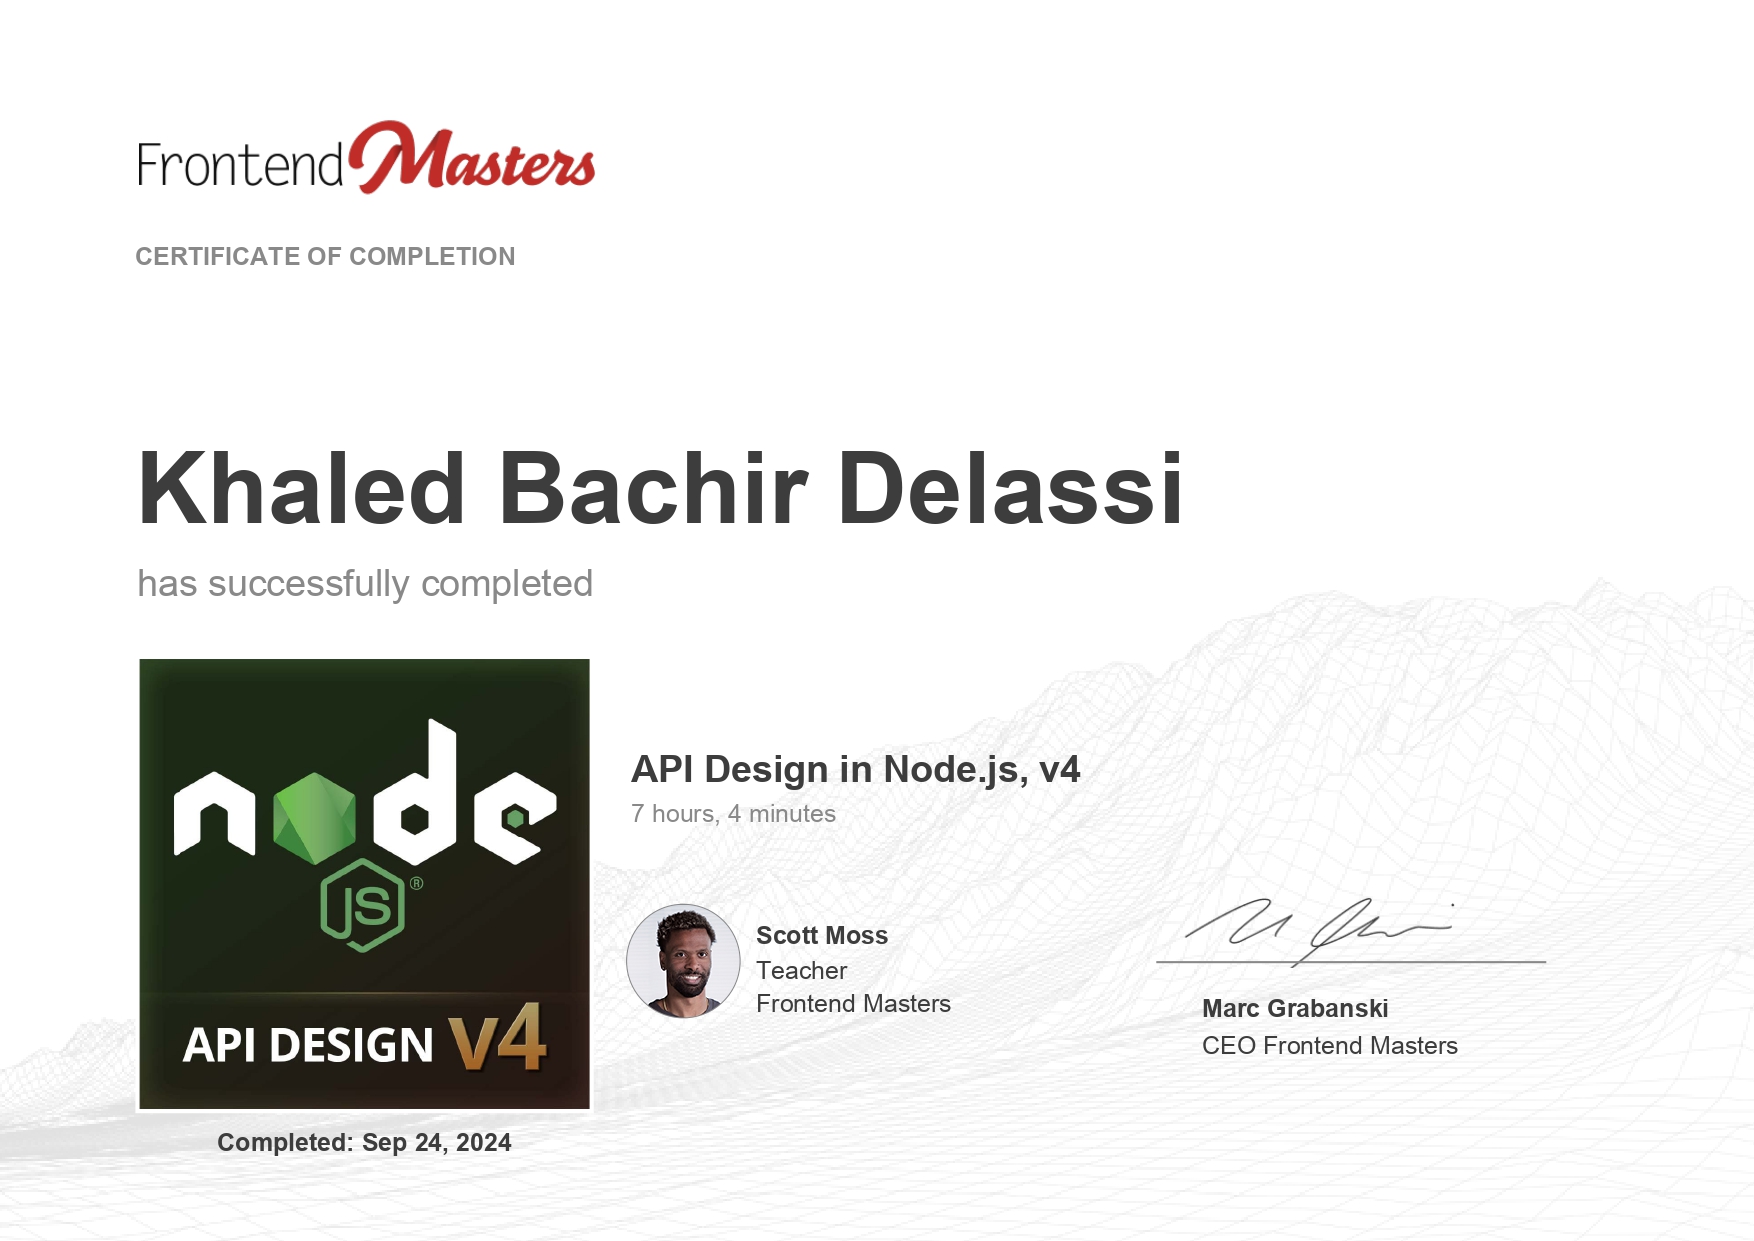 Frontend Masters
CERTIFICATE OF COMPLETION
Khaled Bachir Delassi
has successfully completed
node
JS ®
API DESIGN V4
API Design in Node.js, v4
7 hours, 4 minutes
Scott Moss
Teacher
Frontend Masters
Marc Grabanski
CEO Frontend Masters
Completed: Sep 24, 2024